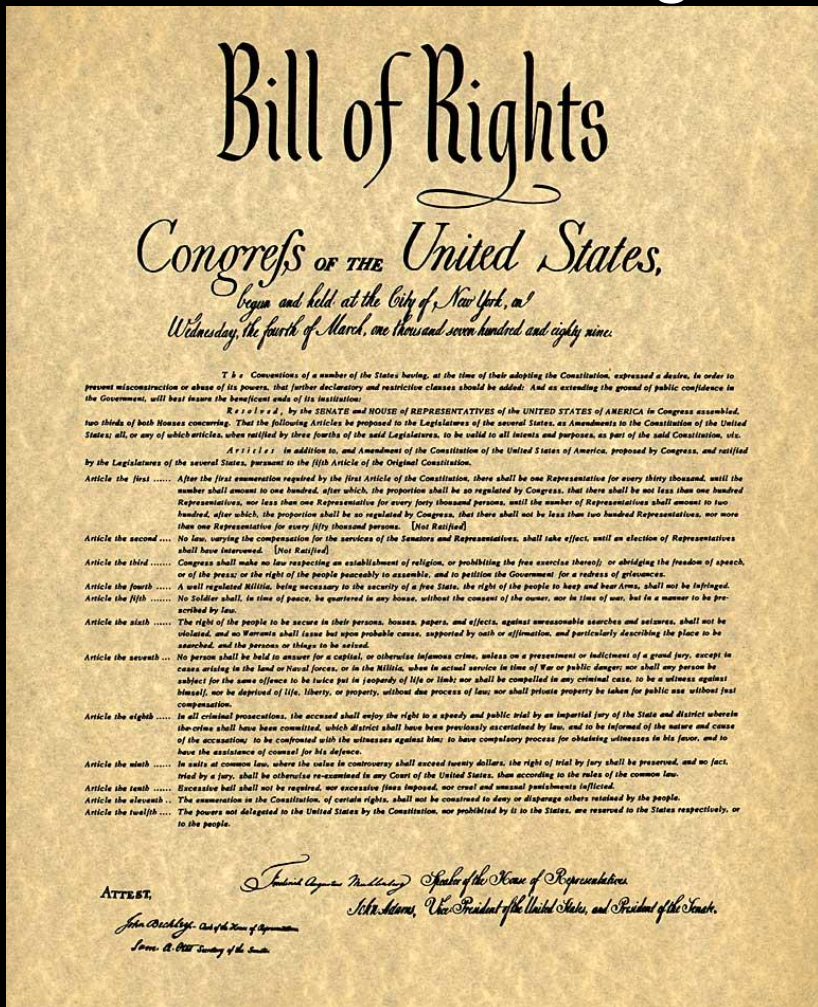 Bill of Rights
Congreſs OF THE United States,
begun and held at the City of New York, on
Wednesday, the fourth of March, one thousand seven hundred and eighty nine.
The Conventions of a number of the States having, at the time of their adopting the Constitution, expressed a desire, in order to
prevent misconstruction or abuse of its powers, that further declaratory and restrictive clauses should be added: And as extending the ground of public confidence in
the Government, will best insure the beneficent ends of its institution:
Resolved, by the SENATE and HOUSE of REPRESENTATIVES of the UNITED STATES of AMERICA in Congress assembled,
two thirds of both Houses concurring. That the following Articles be proposed to the Legislatures of the several States, as Amendments to the Constitution of the United
States; all, or any of which articles, when ratified by three fourths of the said Legislatures, to be valid to all intents and purposes, as part of the said Constitution, viz.
Articles in addition to, and Amendment of the Constitution of the United States of America, proposed by Congress, and ratified
by the Legislatures of the several States, pursuant to the fifth Article of the Original Constitution.
Article the first ...... After the first enumeration required by the first Article of the Constitution, there shall be one Representative for every thirty thousand, until the
number shall amount to one hundred, after which, the proportion shall be so regulated by Congress, that there shall be not less than one hundred
Representatives, nor less than one Representative for every forty thousand persons, until the number of Representatives shall amount to two
hundred, after which, the proportion shall be so regulated by Congress, that there shall not be less than two hundred Representatives, nor more
than one Representative for every fifty thousand persons. [Not Ratified]
Article the second .... No law, varying the compensation for the services of the Senators and Representatives, shall take effect, until an election of Representatives
shall have intervened. [Not Ratified]
Article the third ...... Congress shall make no law respecting an establishment of religion, or prohibiting the free exercise thereof; or abridging the freedom of speech,
or of the press; or the right of the people peaceably to assemble, and to petition the Government for a redress of grievances.
Article the fourth ..... A well regulated Militia, being necessary to the security of a free State, the right of the people to keep and bear Arms, shall not be infringed.
Article the fifth ...... No Soldier shall, in time of peace, be quartered in any house, without the consent of the owner, nor in time of war, but in a manner to be pre-
scribed by law.
Article the sixth ...... The right of the people to be secure in their persons, houses, papers, and effects, against unreasonable searches and seizures, shall not be
violated, and no Warrants shall issue but upon probable cause, supported by oath or affirmation, and particularly describing the place to be
searched, and the persons or things to be seized.
Article the seventh ... No person shall be held to answer for a capital, or otherwise infamous crime, unless on a presentment or indictment of a grand jury, except in
cases arising in the land or Naval forces, or in the Militia, when in actual service in time of War or public danger; nor shall any person be
subject for the same offence to be twice put in jeopardy of life or limb; nor shall be compelled in any criminal case, to be a witness against
himself, nor be deprived of life, liberty, or property, without due process of law; nor shall private property be taken for public use without just
compensation.
Article the eighth ..... In all criminal prosecutions, the accused shall enjoy the right to a speedy and public trial by an impartial jury of the State and district wherein
the crime shall have been committed, which district shall have been previously ascertained by law, and to be informed of the nature and cause
of the accusation; to be confronted with the witnesses against him; to have compulsory process for obtaining witnesses in his favor, and to
have the assistance of counsel for his defence.
Article the ninth ..... In suits at common law, where the value in controversy shall exceed twenty dollars, the right of trial by jury shall be preserved, and no fact,
tried by a jury, shall be otherwise re-examined in any Court of the United States, than according to the rules of the common law.
Article the tenth ..... Excessive bail shall not be required, nor excessive fines imposed, nor cruel and unusual punishments inflicted.
Article the eleventh .. The enumeration in the Constitution, of certain rights, shall not be construed to deny or disparage others retained by the people.
Article the twelfth .... The powers not delegated to the United States by the Constitution, nor prohibited by it to the States, are reserved to the States respectively, or
to the people.
Frederick Augustus Muhlenberg Speaker of the House of Representatives.
ATTEST,
John Adams, Vice-President of the United States, and President of the Senate.
John Beckley, Clerk of the House of Representatives
Sam. A. Otis Secretary of the Senate